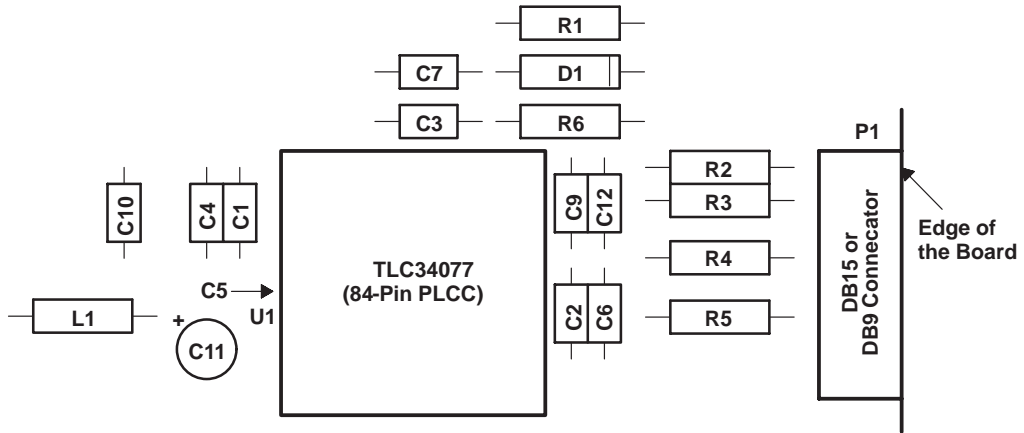 R1
C7
D1
C3
R6
P1
C10
C4
C1
C9
C12
R2
R3
R4
R5
Edge of
the Board
DB15 or
DB9 Connecator
TLC34077
(84-Pin PLCC)
C5
U1
L1
+
C11
C2
C6